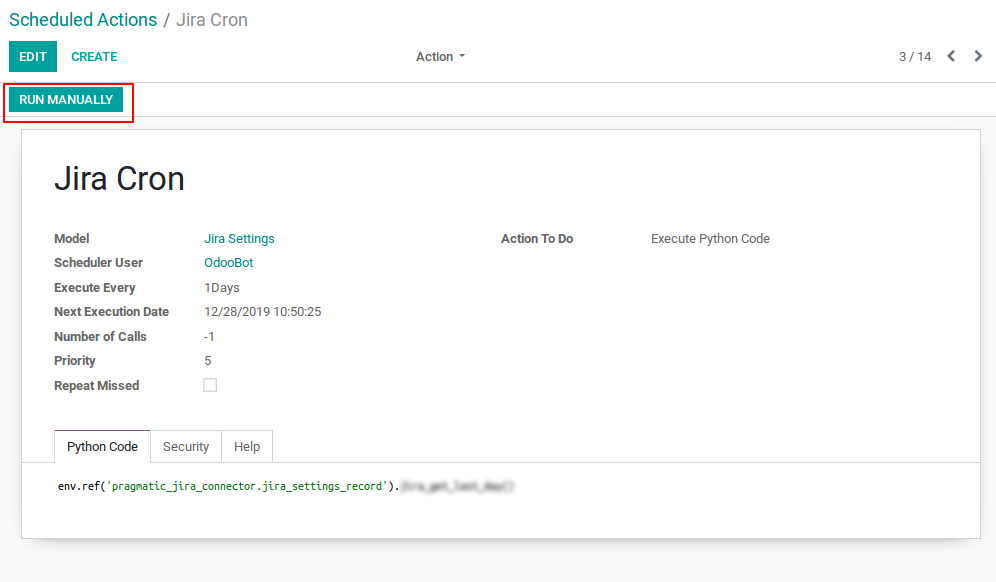 Scheduled Actions / Jira Cron
EDIT CREATE Action 3 / 14
RUN MANUALLY
Jira Cron
Model Jira Settings Action To Do Execute Python Code
Scheduler User OdooBot
Execute Every 1Days
Next Execution Date 12/28/2019 10:50:25
Number of Calls -1
Priority 5
Repeat Missed
Python Code Security Help
env.ref('pragmatic_jira_connector.jira_settings_record').